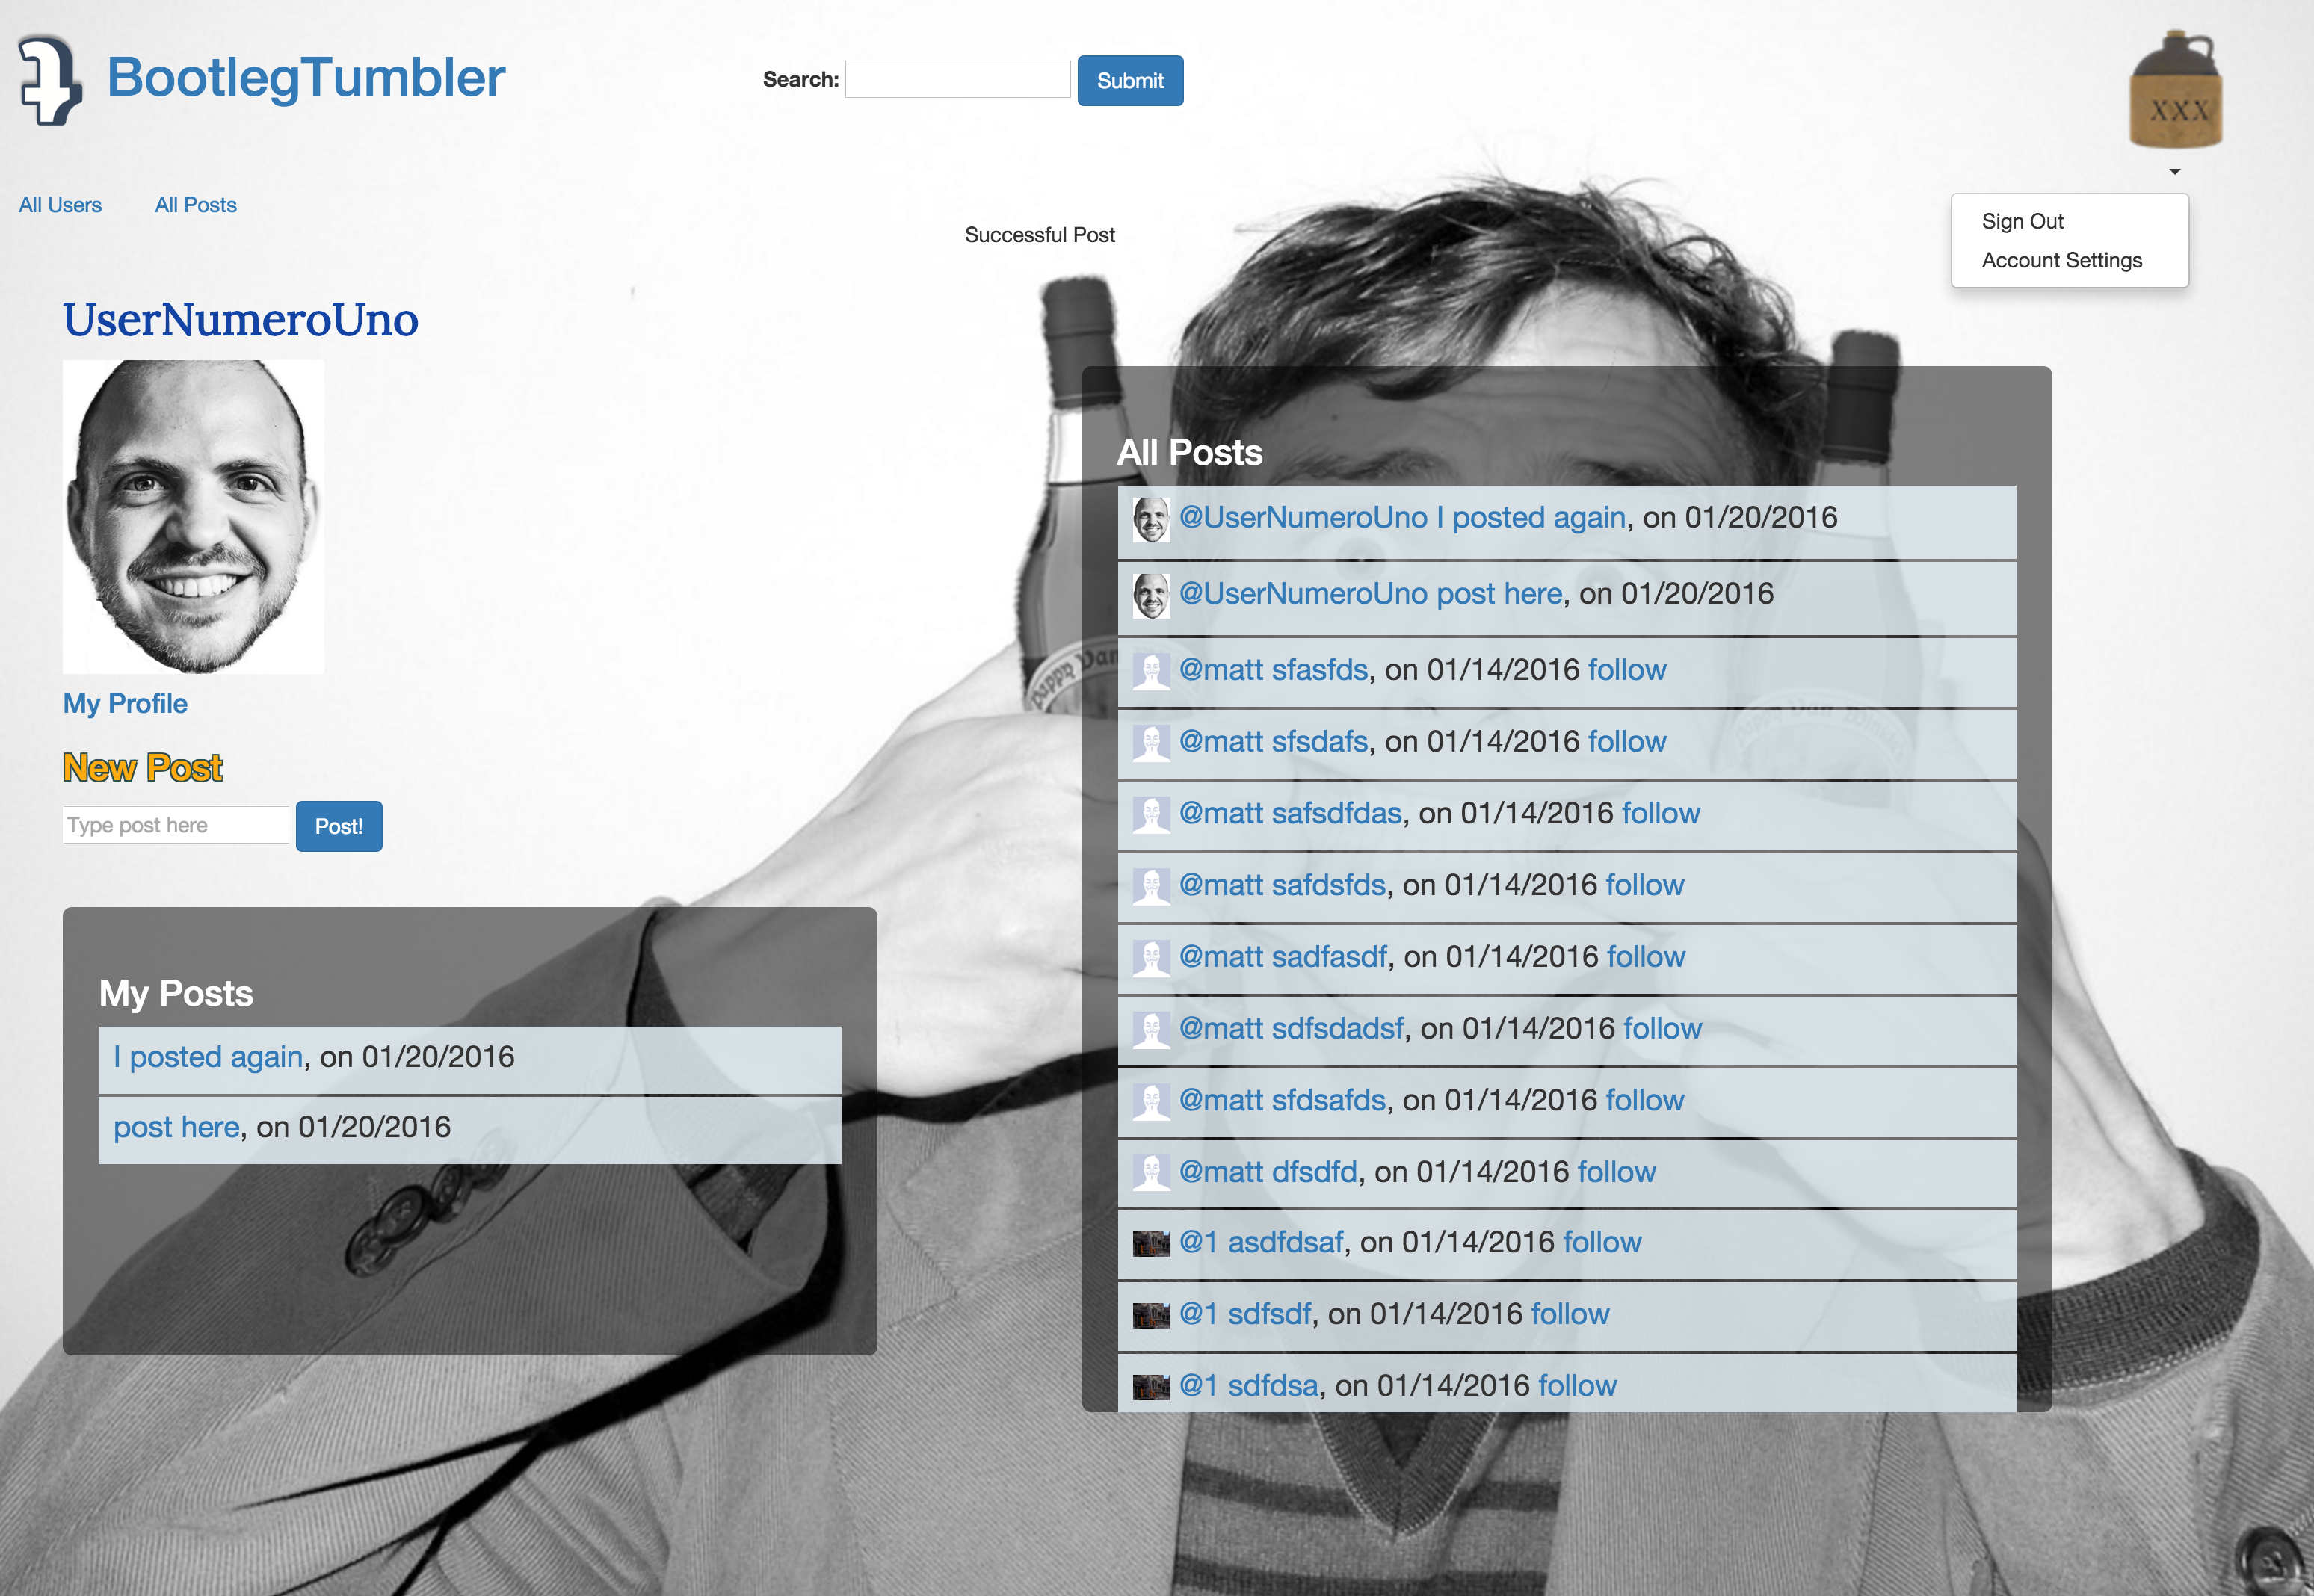 BootlegTumbler
Search:
Submit
XXX
All Users
All Posts
Successful Post
Sign Out
Account Settings
UserNumeroUno
My Profile
New Post
Type post here
Post!
My Posts
I posted again, on 01/20/2016
post here, on 01/20/2016
All Posts
@UserNumeroUno I posted again, on 01/20/2016
@UserNumeroUno post here, on 01/20/2016
@matt sfasfds, on 01/14/2016 follow
@matt sfsdafs, on 01/14/2016 follow
@matt safsdfdas, on 01/14/2016 follow
@matt safdsfds, on 01/14/2016 follow
@matt sadfasdf, on 01/14/2016 follow
@matt sdfsdadsf, on 01/14/2016 follow
@matt sfdsafds, on 01/14/2016 follow
@matt dfsdfd, on 01/14/2016 follow
@1 asdfdsaf, on 01/14/2016 follow
@1 sdfsdf, on 01/14/2016 follow
@1 sdfdsa, on 01/14/2016 follow
Pappy Van